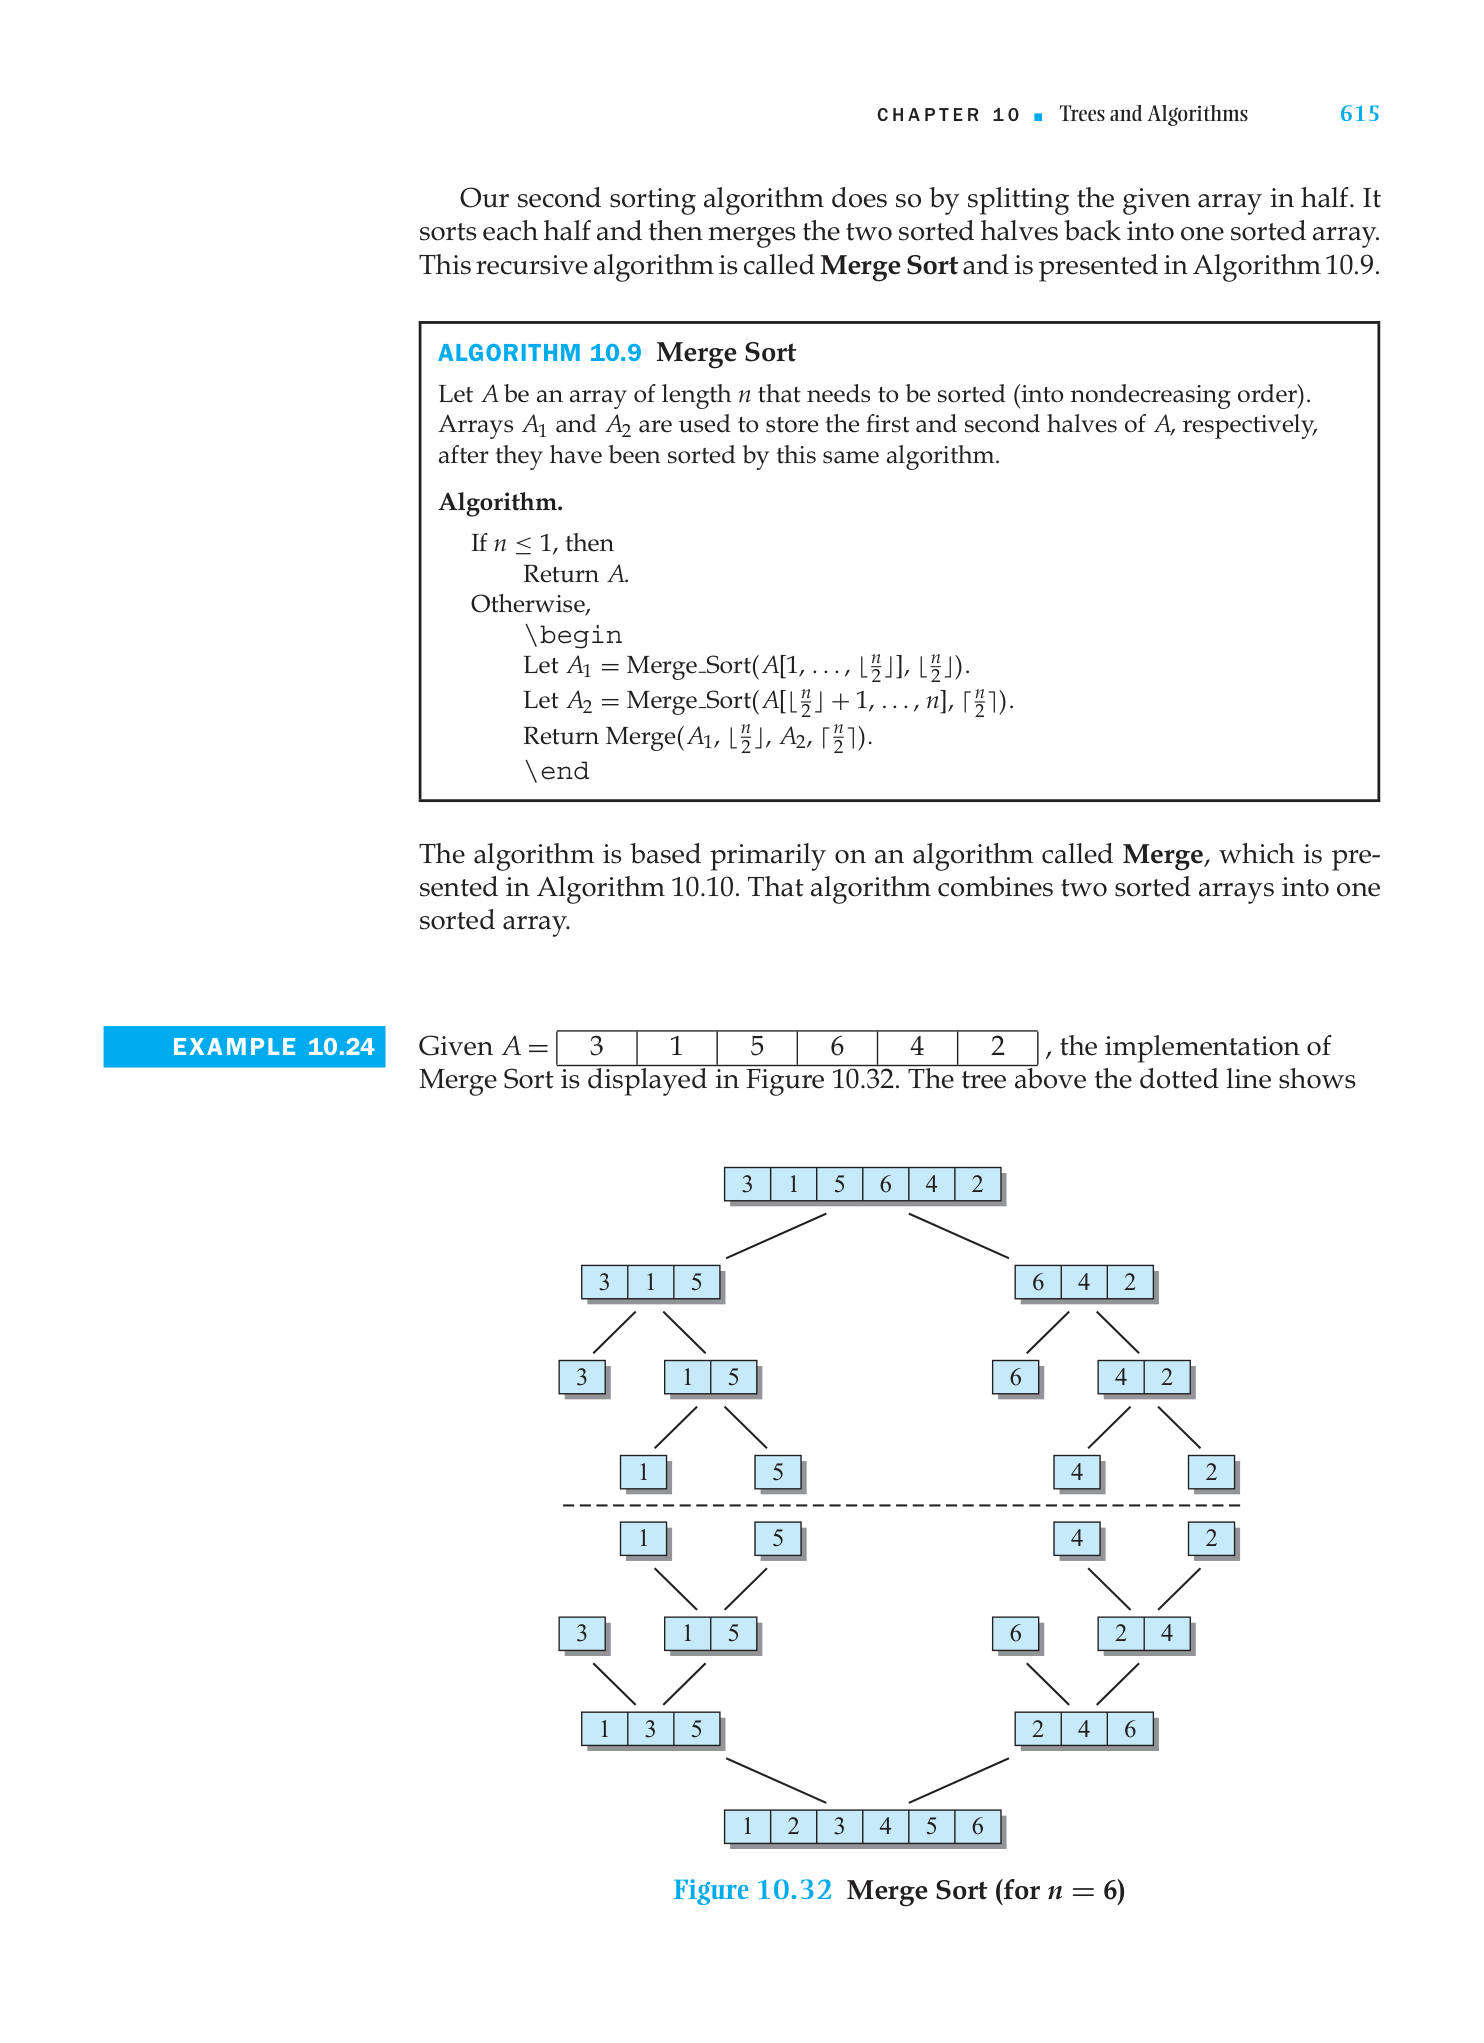 CHAPTER 10 ■ Trees and Algorithms 615
Our second sorting algorithm does so by splitting the given array in half. It
sorts each half and then merges the two sorted halves back into one sorted array.
This recursive algorithm is called Merge Sort and is presented in Algorithm 10.9.
ALGORITHM 10.9 Merge Sort
Let A be an array of length n that needs to be sorted (into nondecreasing order).
Arrays A₁ and A₂ are used to store the first and second halves of A, respectively,
after they have been sorted by this same algorithm.
Algorithm.
If n ≤ 1, then
Return A.
Otherwise,
\begin
Let A₁ = Merge_Sort(A[1, . . . , ⌊n/2⌋], ⌊n/2⌋).
Let A₂ = Merge_Sort(A[⌊n/2⌋ + 1, . . . , n], ⌈n/2⌉).
Return Merge(A₁, ⌊n/2⌋, A₂, ⌈n/2⌉).
\end
The algorithm is based primarily on an algorithm called Merge, which is pre-
sented in Algorithm 10.10. That algorithm combines two sorted arrays into one
sorted array.
EXAMPLE 10.24 Given A = 3 1 5 6 4 2 , the implementation of
Merge Sort is displayed in Figure 10.32. The tree above the dotted line shows
3 1 5 6 4 2
3 1 5 6 4 2
3 1 5 6 4 2
1 5 4 2
1 5 4 2
3 1 5 6 2 4
1 3 5 2 4 6
1 2 3 4 5 6
Figure 10.32 Merge Sort (for n = 6)